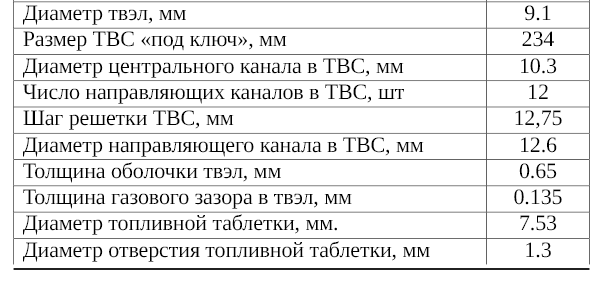 Диаметр твэл, мм 9.1
Размер ТВС «под ключ», мм 234
Диаметр центрального канала в ТВС, мм 10.3
Число направляющих каналов в ТВС, шт 12
Шаг решетки ТВС, мм 12,75
Диаметр направляющего канала в ТВС, мм 12.6
Толщина оболочки твэл, мм 0.65
Толщина газового зазора в твэл, мм 0.135
Диаметр топливной таблетки, мм. 7.53
Диаметр отверстия топливной таблетки, мм 1.3